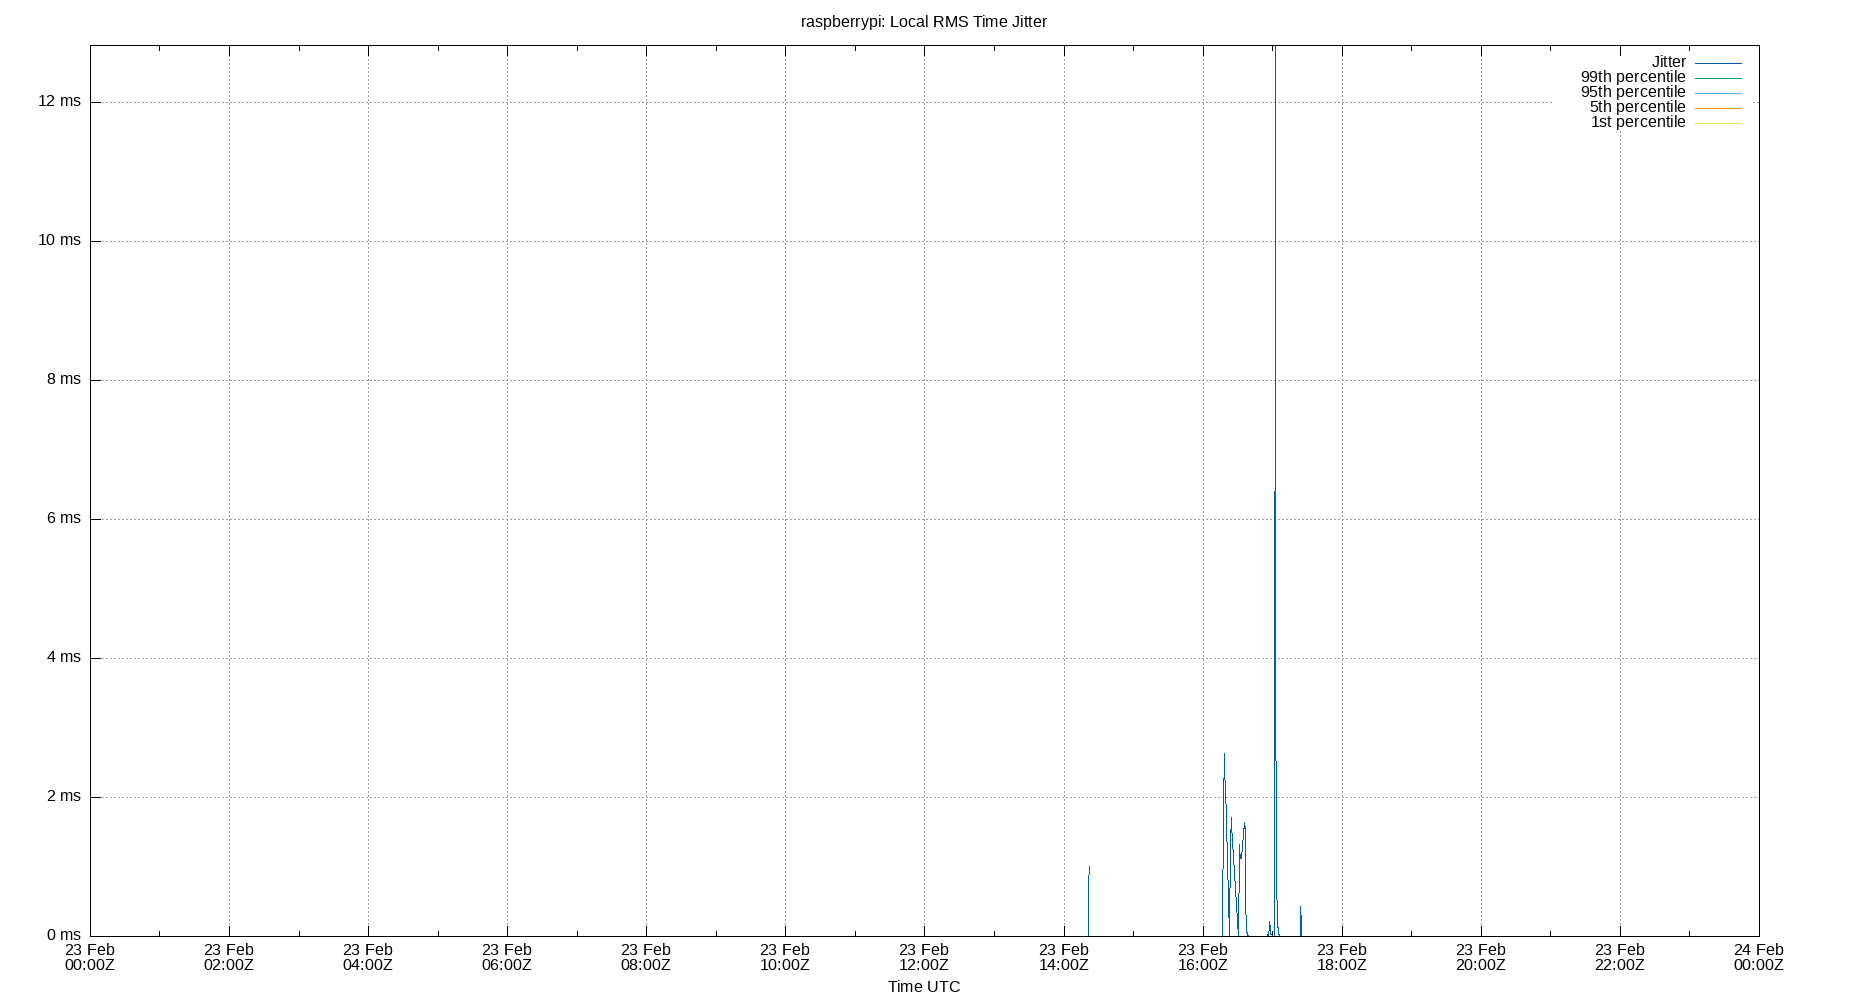 raspberrypi: Local RMS Time Jitter
Jitter
99th percentile
95th percentile
5th percentile
1st percentile
12 ms
10 ms
8 ms
6 ms
4 ms
2 ms
0 ms
23 Feb 23 Feb 23 Feb 23 Feb 23 Feb 23 Feb 23 Feb 23 Feb 23 Feb 23 Feb 23 Feb 23 Feb 24 Feb
00:00Z 02:00Z 04:00Z 06:00Z 08:00Z 10:00Z 12:00Z 14:00Z 16:00Z 18:00Z 20:00Z 22:00Z 00:00Z
Time UTC